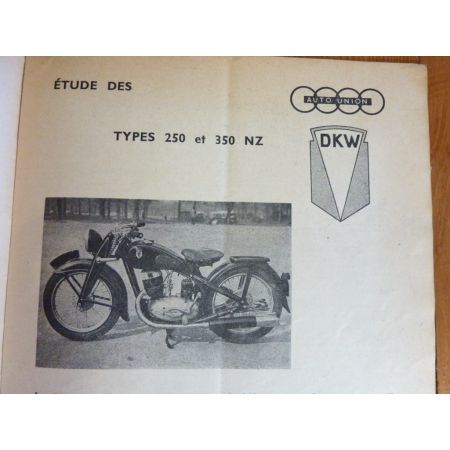 ÉTUDE DES
AUTO UNION
DKW
TYPES 250 et 350 NZ